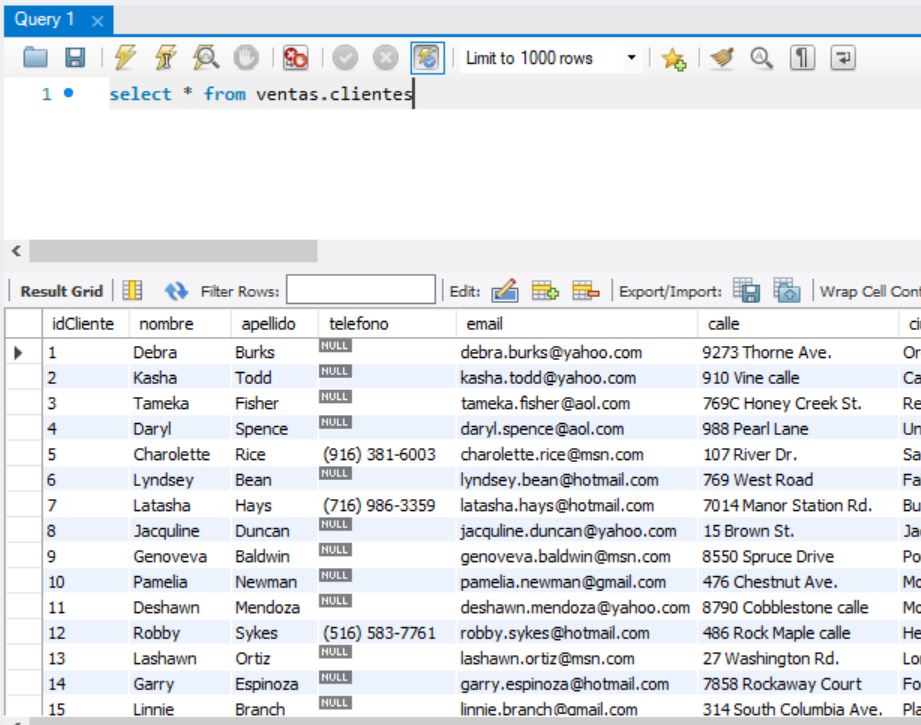 Query 1
Limit to 1000 rows
1 select * from ventas.clientes
Result Grid Filter Rows: Edit: Export/Import: Wrap Cell Cont
idCliente nombre apellido telefono email calle ci
1 Debra Burks NULL debra.burks@yahoo.com 9273 Thorne Ave. Or
2 Kasha Todd NULL kasha.todd@yahoo.com 910 Vine calle Ca
3 Tameka Fisher NULL tameka.fisher@aol.com 769C Honey Creek St. Re
4 Daryl Spence NULL daryl.spence@aol.com 988 Pearl Lane Un
5 Charolette Rice (916) 381-6003 charolette.rice@msn.com 107 River Dr. Sa
6 Lyndsey Bean NULL lyndsey.bean@hotmail.com 769 West Road Fa
7 Latasha Hays (716) 986-3359 latasha.hays@hotmail.com 7014 Manor Station Rd. Bu
8 Jacquline Duncan NULL jacquline.duncan@yahoo.com 15 Brown St. Ja
9 Genoveva Baldwin NULL genoveva.baldwin@msn.com 8550 Spruce Drive Po
10 Pamelia Newman NULL pamelia.newman@gmail.com 476 Chestnut Ave. Mo
11 Deshawn Mendoza NULL deshawn.mendoza@yahoo.com 8790 Cobblestone calle Mo
12 Robby Sykes (516) 583-7761 robby.sykes@hotmail.com 486 Rock Maple calle He
13 Lashawn Ortiz NULL lashawn.ortiz@msn.com 27 Washington Rd. Lo
14 Garry Espinoza NULL garry.espinoza@hotmail.com 7858 Rockaway Court Fo
15 Linnie Branch NULL linnie.branch@gmail.com 314 South Columbia Ave. Pla